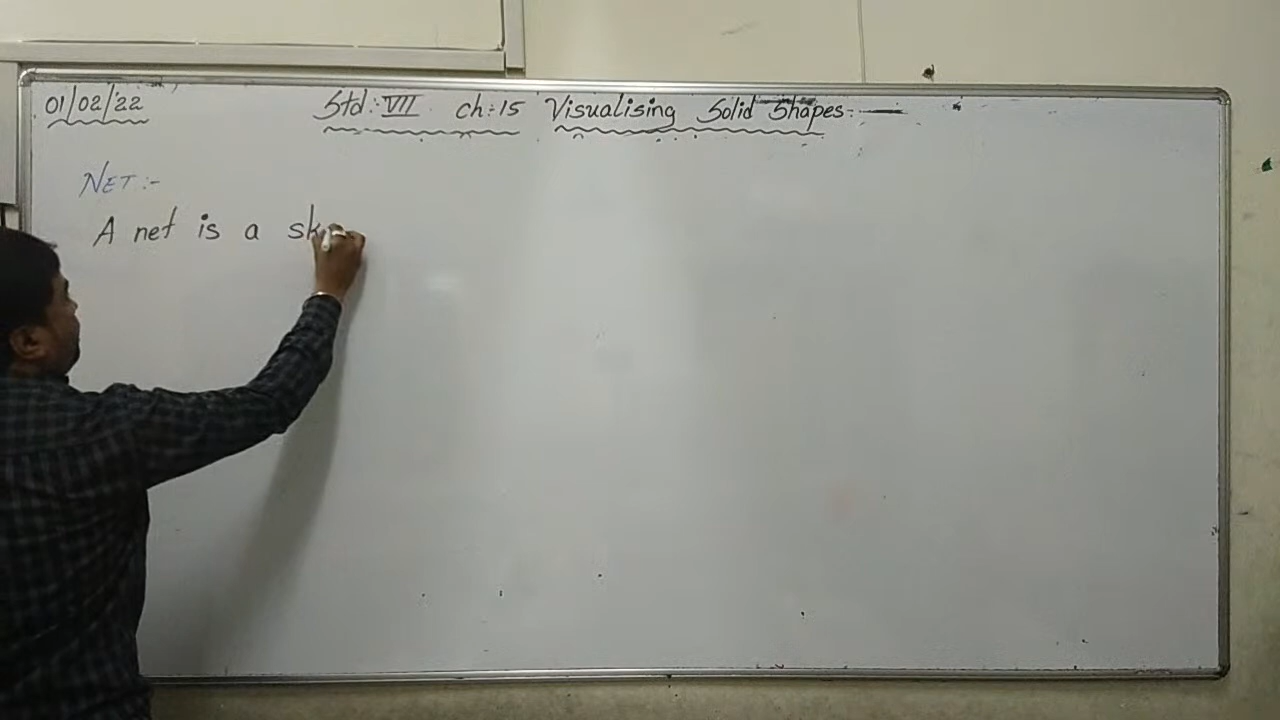 01/02/22 Std:VII ch:15 Visualising Solid Shapes:-
NET:-
A net is a sk